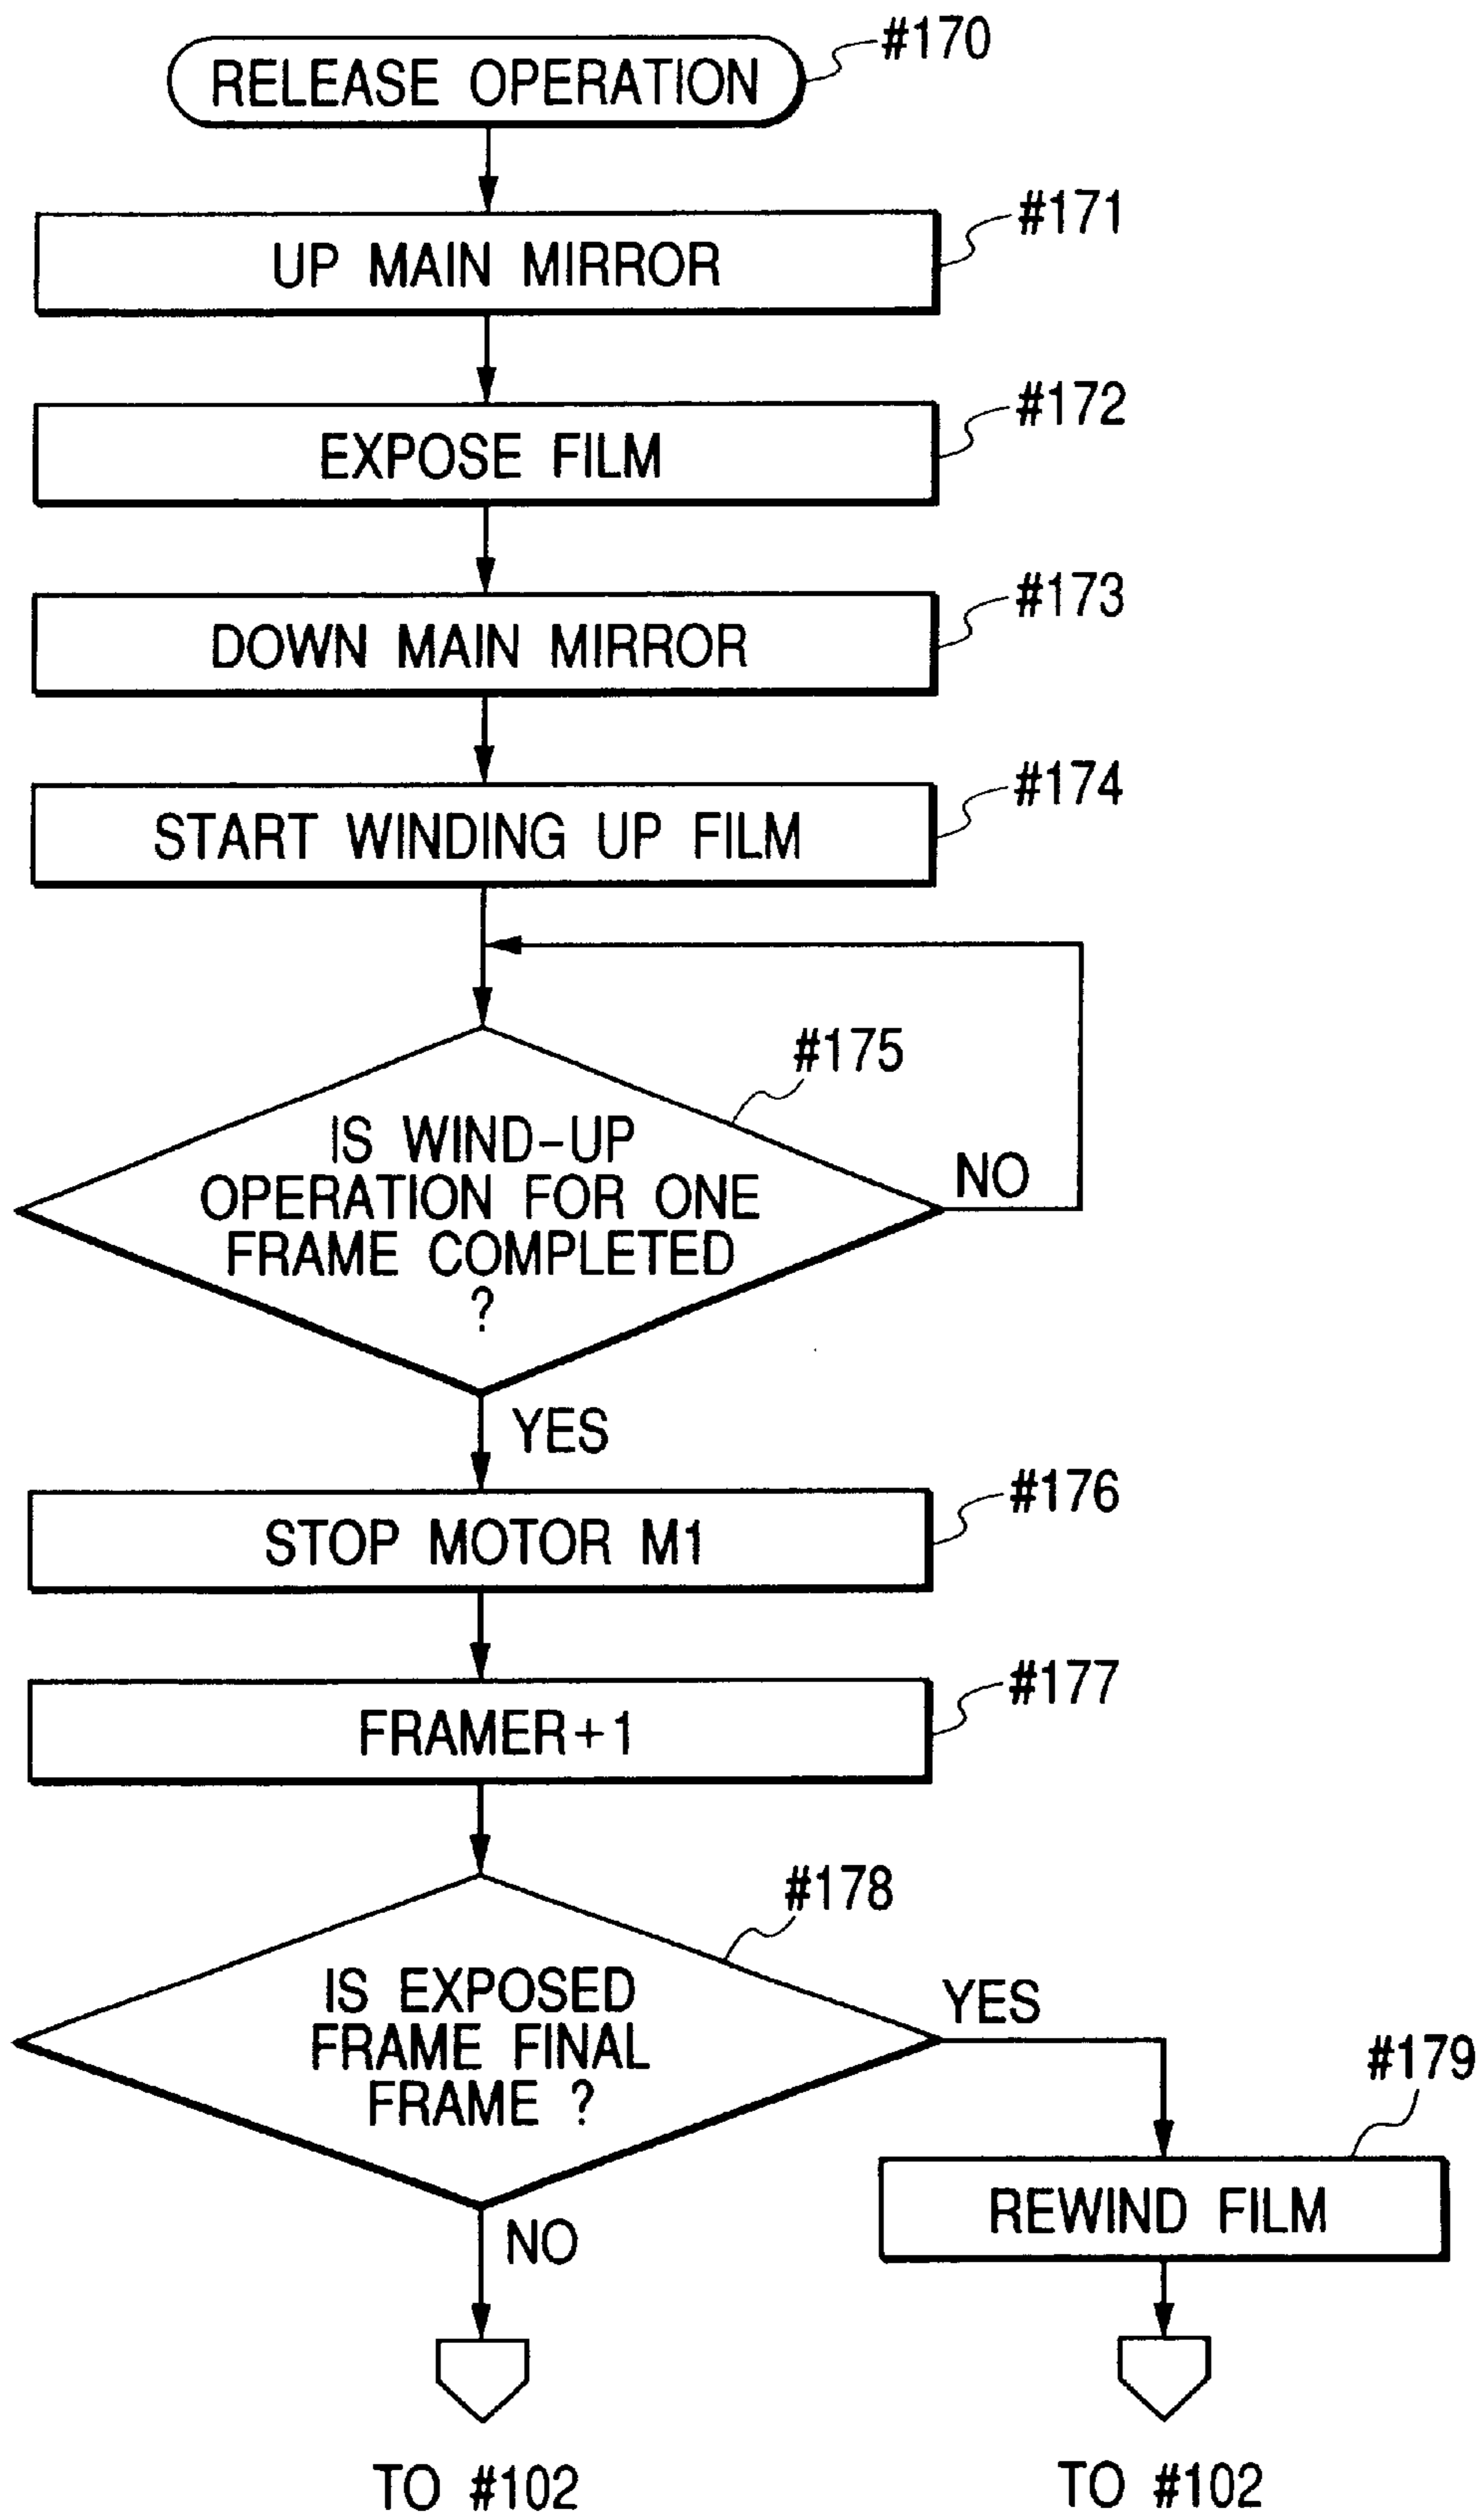 #170
RELEASE OPERATION
#171
UP MAIN MIRROR
#172
EXPOSE FILM
#173
DOWN MAIN MIRROR
#174
START WINDING UP FILM
#175
IS WIND-UP
OPERATION FOR ONE
FRAME COMPLETED
?
NO
YES
#176
STOP MOTOR M1
#177
FRAMER+1
#178
IS EXPOSED
FRAME FINAL
FRAME ?
YES
#179
REWIND FILM
NO
TO #102
TO #102